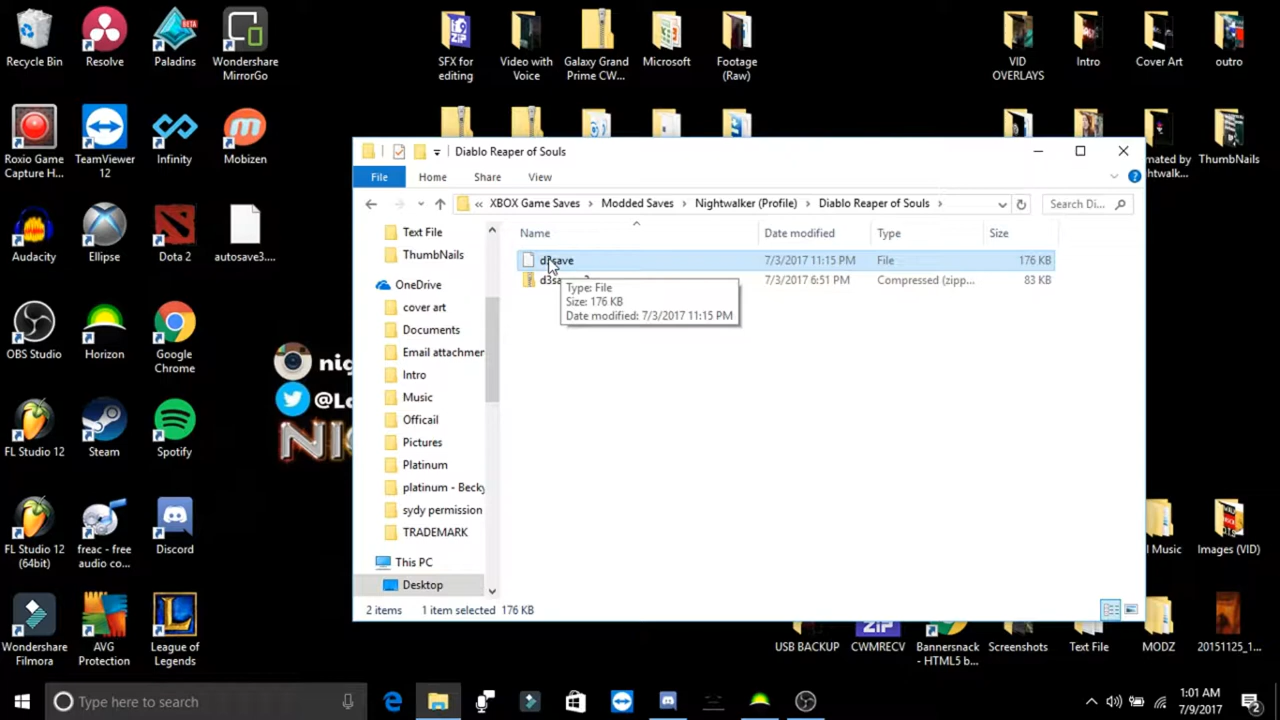 Recycle Bin
Resolve
Paladins
BETA
Wondershare
MirrorGo
SFX for
editing
ZIP
Video with
Voice
Galaxy Grand
Prime CW...
Microsoft
Footage
(Raw)
VID
OVERLAYS
Intro
Cover Art
outro
Roxio Game
Capture H...
TeamViewer
12
Infinity
Mobizen
mated by
ightwalk...
ThumbNails
Audacity
Ellipse
Dota 2
autosave3....
OBS Studio
Horizon
Google
Chrome
FL Studio 12
Steam
Spotify
FL Studio 12
(64bit)
freac - free
audio co...
Discord
Wondershare
Filmora
AVG
Protection
League of
Legends
nig
@L
NI
Diablo Reaper of Souls
File
Home
Share
View
« XBOX Game Saves > Modded Saves > Nightwalker (Profile) > Diablo Reaper of Souls >
Search Di...
Text File
ThumbNails
OneDrive
cover art
Documents
Email attachmer
Intro
Music
Officail
Pictures
Platinum
platinum - Becky
sydy permission
TRADEMARK
This PC
Desktop
Name
Date modified
Type
Size
d3save
7/3/2017 11:15 PM
File
176 KB
d3sa
7/3/2017 6:51 PM
Compressed (zipp...
83 KB
Type: File
Size: 176 KB
Date modified: 7/3/2017 11:15 PM
2 items
1 item selected 176 KB
l Music
Images (VID)
USB BACKUP
ZIP
CWMRECV
Bannersnack
- HTML5 b...
Screenshots
Text File
MODZ
20151125_1...
Type here to search
1:01 AM
7/9/2017
2